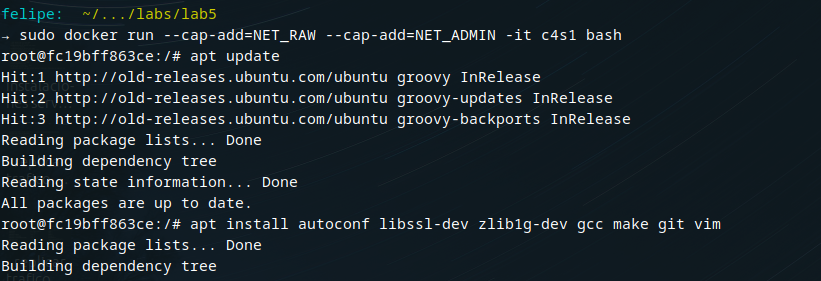 felipe: ~/.../labs/lab5
→ sudo docker run --cap-add=NET_RAW --cap-add=NET_ADMIN -it c4s1 bash
root@fc19bff863ce:/# apt update
Hit:1 http://old-releases.ubuntu.com/ubuntu groovy InRelease
Hit:2 http://old-releases.ubuntu.com/ubuntu groovy-updates InRelease
Hit:3 http://old-releases.ubuntu.com/ubuntu groovy-backports InRelease
Reading package lists... Done
Building dependency tree
Reading state information... Done
All packages are up to date.
root@fc19bff863ce:/# apt install autoconf libssl-dev zlib1g-dev gcc make git vim
Reading package lists... Done
Building dependency tree